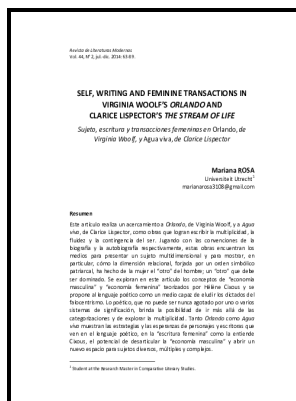 Revista de Literaturas Modernas
Vol. 44, Nº 2, jul.-dic. 2014: 63-89
SELF, WRITING AND FEMININE TRANSACTIONS IN
VIRGINIA WOOLF'S ORLANDO AND
CLARICE LISPECTOR'S THE STREAM OF LIFE
Sujeto, escritura y transacciones femeninas en Orlando, de
Virginia Woolf, y Agua viva, de Clarice Lispector
Mariana ROSA
Universiteit Utrecht¹
marianarosa3108@gmail.com
Resumen
Este artículo realiza un acercamiento a Orlando, de Virginia Woolf, y a Agua
viva, de Clarice Lispector, como obras que logran escribir la multiplicidad, la
fluidez y la contingencia del ser. Jugando con las convenciones de la
biografía y la autobiografía respectivamente, estas obras encuentran los
medios para presentar un sujeto multidimensional y para mostrar, en
particular, cómo la dimensión relacional, forjada por un orden simbólico
patriarcal, ha hecho de la mujer el "otro" del hombre; un "otro" que debe
ser dominado. Se exploran en este artículo los conceptos de "economía
masculina" y "economía femenina" teorizados por Hélène Cixous y se
propone al lenguaje poético como un medio capaz de eludir los dictados del
falocentrismo. Lo poético, que no puede ser nunca agotado por uno o varios
sistemas de significación, brinda la posibilidad de ir más allá de las
categorizaciones y de explorar la multiplicidad. Tanto Orlando como Agua
viva muestran las estrategias y las esperanzas de personajes y escritores que
ven en el lenguaje poético, en la "escritura femenina" como la entiende
Cixous, el potencial de desarticular la "economía masculina" y abrir un
nuevo espacio para sujetos diversos, múltiples y complejos.
¹ Student at the Research Master in Comparative Literary Studies.